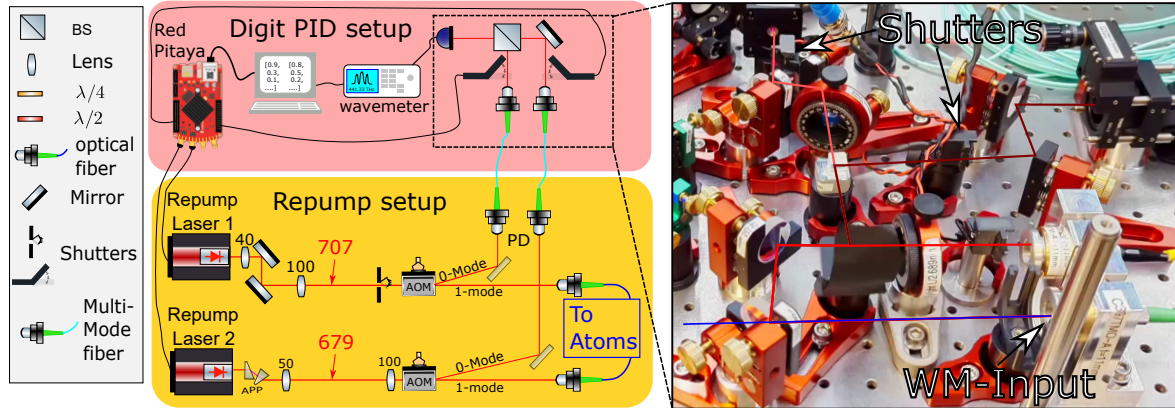 BS
Lens
λ/4
λ/2
optical
fiber
Mirror
Shutters
Multi-
Mode
fiber
Red
Pitaya
Digit PID setup
[0.9,
0.3,
0.1,
....]
[0.8,
0.5,
0.2,
....]
441.33 THz
wavemeter
Repump setup
Repump
Laser 1
40
100
707
AOM
0-Mode
1-mode
PD
Repump
Laser 2
APP
50
679
100
AOM
0-Mode
1-mode
To
Atoms
Shutters
WM-Input